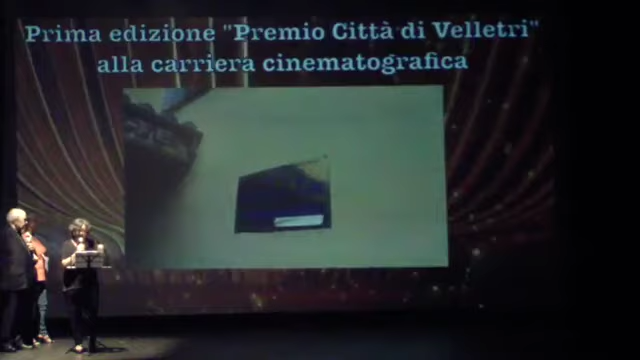 Prima edizione "Premio Città di Velletri"
alla carriera cinematografica